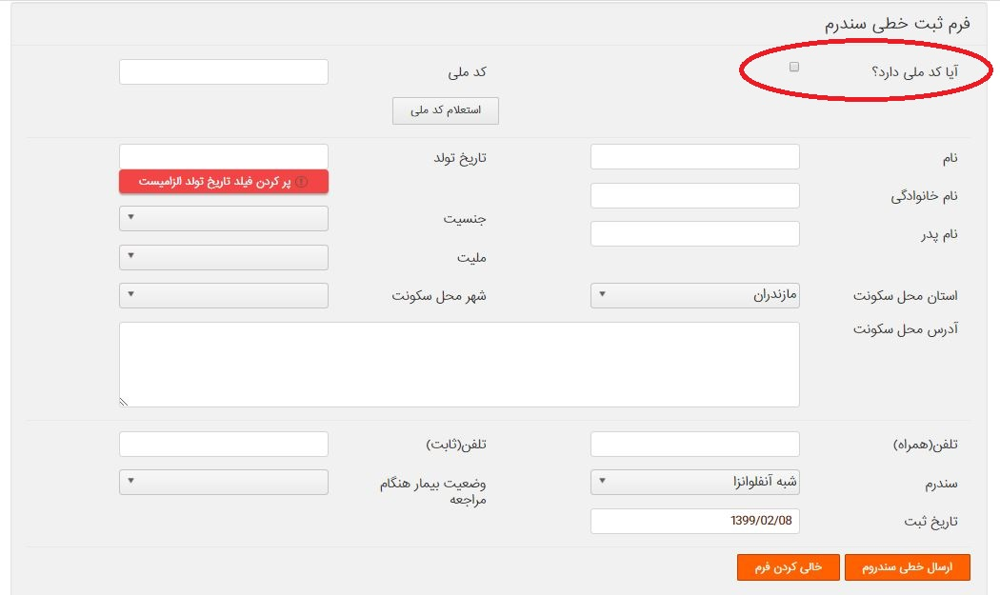 فرم ثبت خطی سندرم
آیا کد ملی دارد؟
کد ملی
استعلام کد ملی
نام
تاریخ تولد
پر کردن فیلد تاریخ تولد الزامیست
نام خانوادگی
جنسیت
نام پدر
ملیت
استان محل سکونت
مازندران
شهر محل سکونت
آدرس محل سکونت
تلفن(همراه)
تلفن(ثابت)
سندرم
شبه آنفلوانزا
وضعیت بیمار هنگام
مراجعه
تاریخ ثبت
1399/02/08
ارسال خطی سندروم
خالی کردن فرم